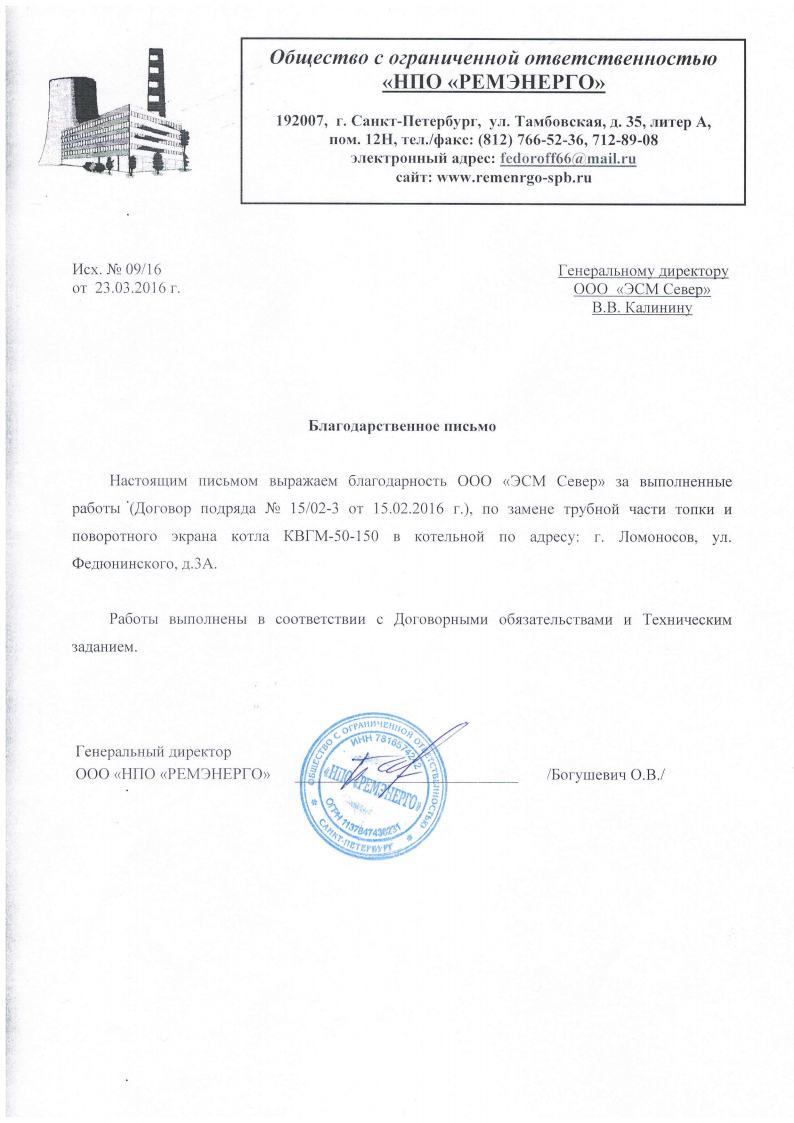 Общество с ограниченной ответственностью
«НПО «РЕМЭНЕРГО»
192007, г. Санкт-Петербург, ул. Тамбовская, д. 35, литер А,
пом. 12Н, тел./факс: (812) 766-52-36, 712-89-08
электронный адрес: fedoroff66@mail.ru
сайт: www.remenrgo-spb.ru
Исх. № 09/16
от 23.03.2016 г.
Генеральному директору
ООО «ЭСМ Север»
В.В. Калинину
Благодарственное письмо
Настоящим письмом выражаем благодарность ООО «ЭСМ Север» за выполненные
работы (Договор подряда № 15/02-3 от 15.02.2016 г.), по замене трубной части топки и
поворотного экрана котла КВГМ-50-150 в котельной по адресу: г. Ломоносов, ул.
Федюнинского, д.3А.
Работы выполнены в соответствии с Договорными обязательствами и Техническим
заданием.
Генеральный директор
ООО «НПО «РЕМЭНЕРГО»
/Богушевич О.В./
ОБЩЕСТВО С ОГРАНИЧЕННОЙ ОТВЕТСТВЕННОСТЬЮ
ИНН
«НПО «РЕМЭНЕРГО»
ОГРН 1137847436231
САНКТ-ПЕТЕРБУРГ